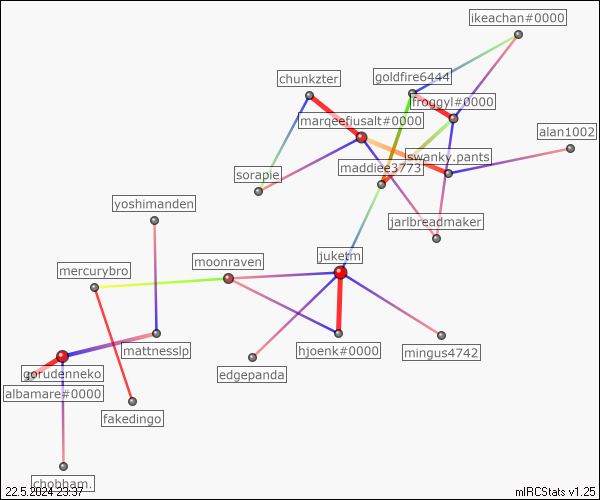 ikeachan#0000
chunkzter
goldfire6444
froggyl#0000
marqeefiusalt#0000
alan1002
swanky.pants
maddiee3773
sorapie
yoshimanden
jarlbreadmaker
juketm
moonraven
mercurybro
mattnesslp
hjoenk#0000
mingus4742
edgepanda
gorudenneko
albamare#0000
fakedingo
chobham.
22.5.2024 23:37
mIRCStats v1.25